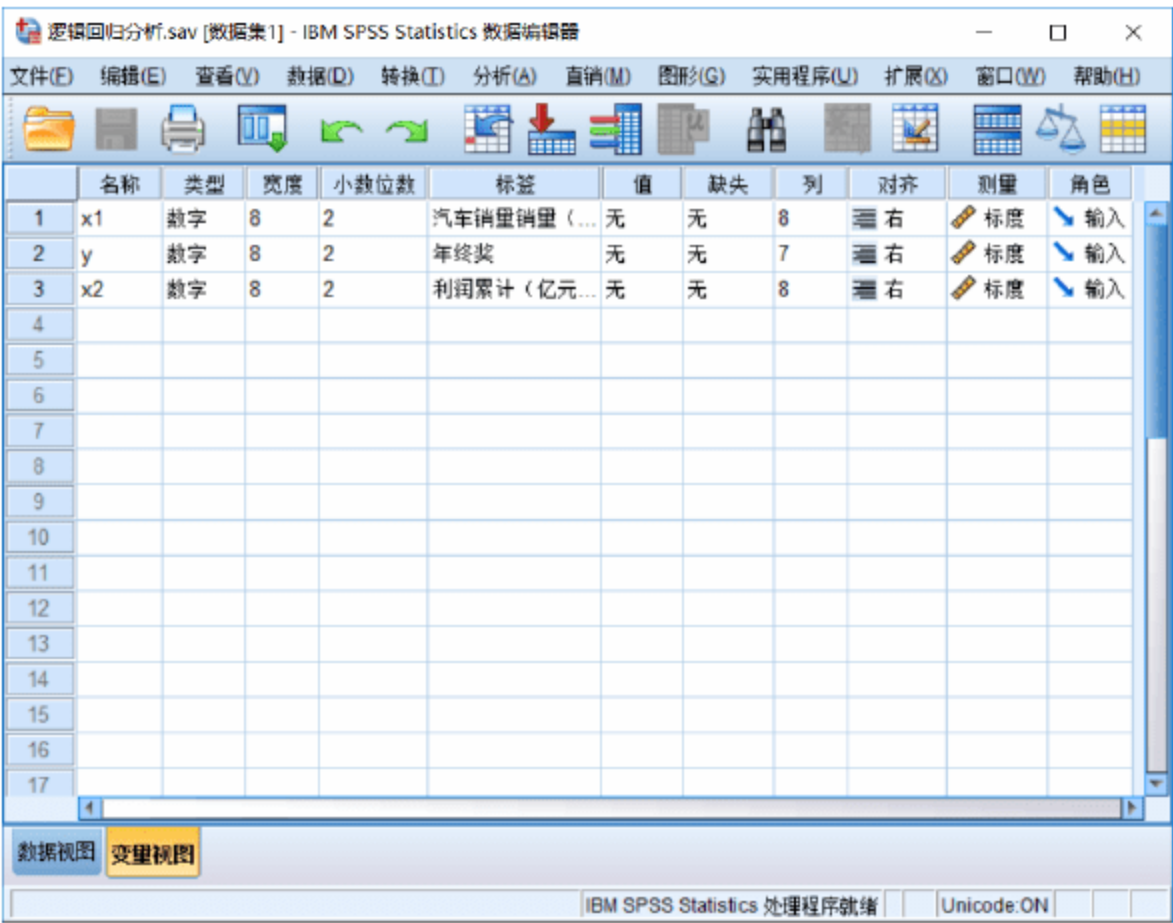 逻辑回归分析.sav [数据集1] - IBM SPSS Statistics 数据编辑器
文件(F) 编辑(E) 查看(V) 数据(D) 转换(T) 分析(A) 直销(M) 图形(G) 实用程序(U) 扩展(X) 窗口(W) 帮助(H)
名称 类型 宽度 小数位数 标签 值 缺失 列 对齐 测量 角色
1 x1 数字 8 2 汽车销量销量（... 无 无 8 右 标度 输入
2 y 数字 8 2 年终奖 无 无 7 右 标度 输入
3 x2 数字 8 2 利润累计（亿元... 无 无 8 右 标度 输入
4
5
6
7
8
9
10
11
12
13
14
15
16
17
数据视图 变量视图
IBM SPSS Statistics 处理程序就绪 Unicode:ON